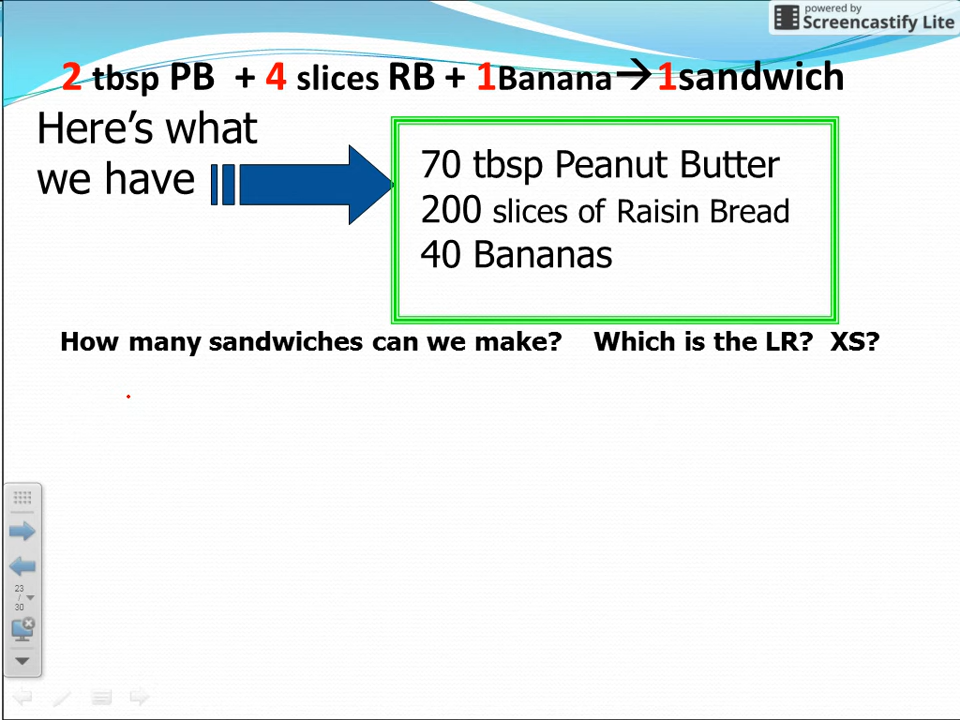 powered by
Screencastify Lite
2 tbsp PB + 4 slices RB + 1Banana→1sandwich
Here’s what
we have
70 tbsp Peanut Butter
200 slices of Raisin Bread
40 Bananas
How many sandwiches can we make? Which is the LR? XS?
23
/
30